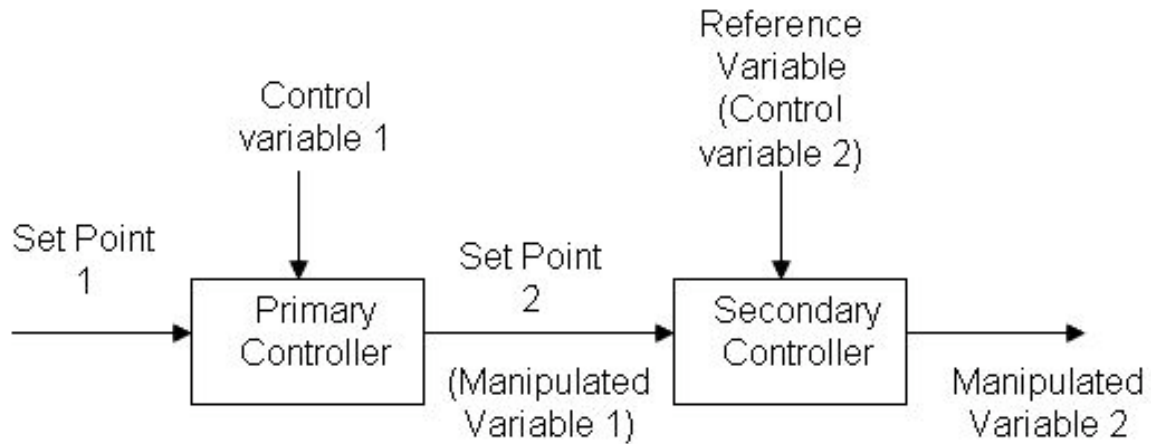 Control
variable 1
Reference
Variable
(Control
variable 2)
Set Point
1
Primary
Controller
Set Point
2
(Manipulated
Variable 1)
Secondary
Controller
Manipulated
Variable 2